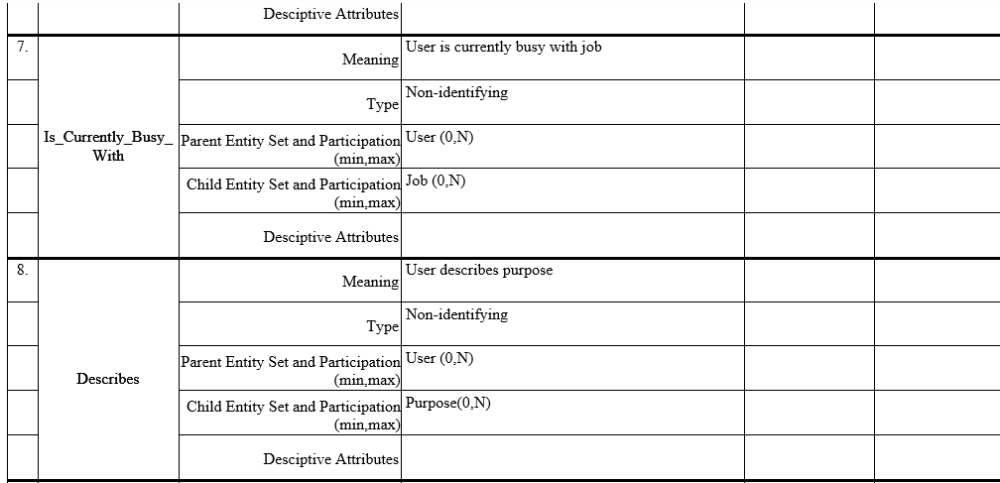 Desciptive Attributes
7.
Is_Currently_Busy_
With
Meaning
User is currently busy with job
Type
Non-identifying
Parent Entity Set and Participation
(min,max)
User (0,N)
Child Entity Set and Participation
(min,max)
Job (0,N)
Desciptive Attributes
8.
Describes
Meaning
User describes purpose
Type
Non-identifying
Parent Entity Set and Participation
(min,max)
User (0,N)
Child Entity Set and Participation
(min,max)
Purpose(0,N)
Desciptive Attributes